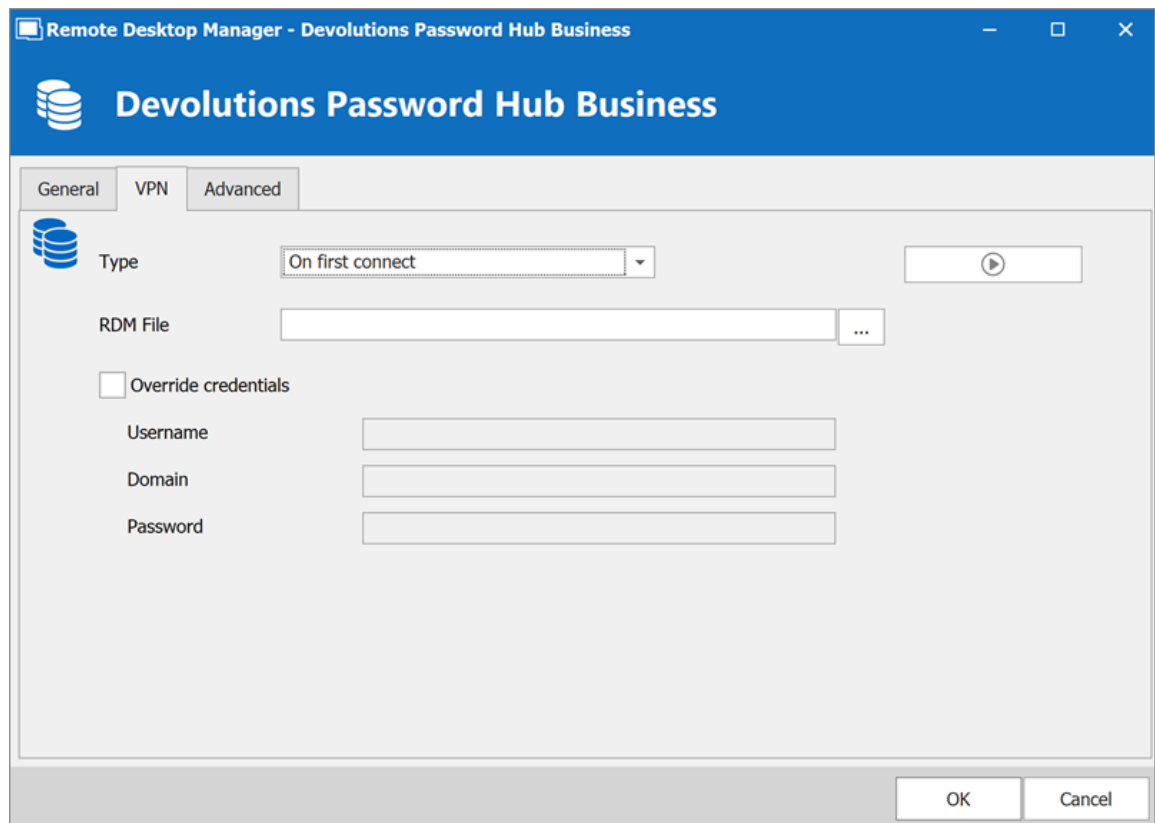 Remote Desktop Manager - Devolutions Password Hub Business
Devolutions Password Hub Business
General VPN Advanced
Type On first connect
RDM File ...
Override credentials
Username
Domain
Password
OK Cancel